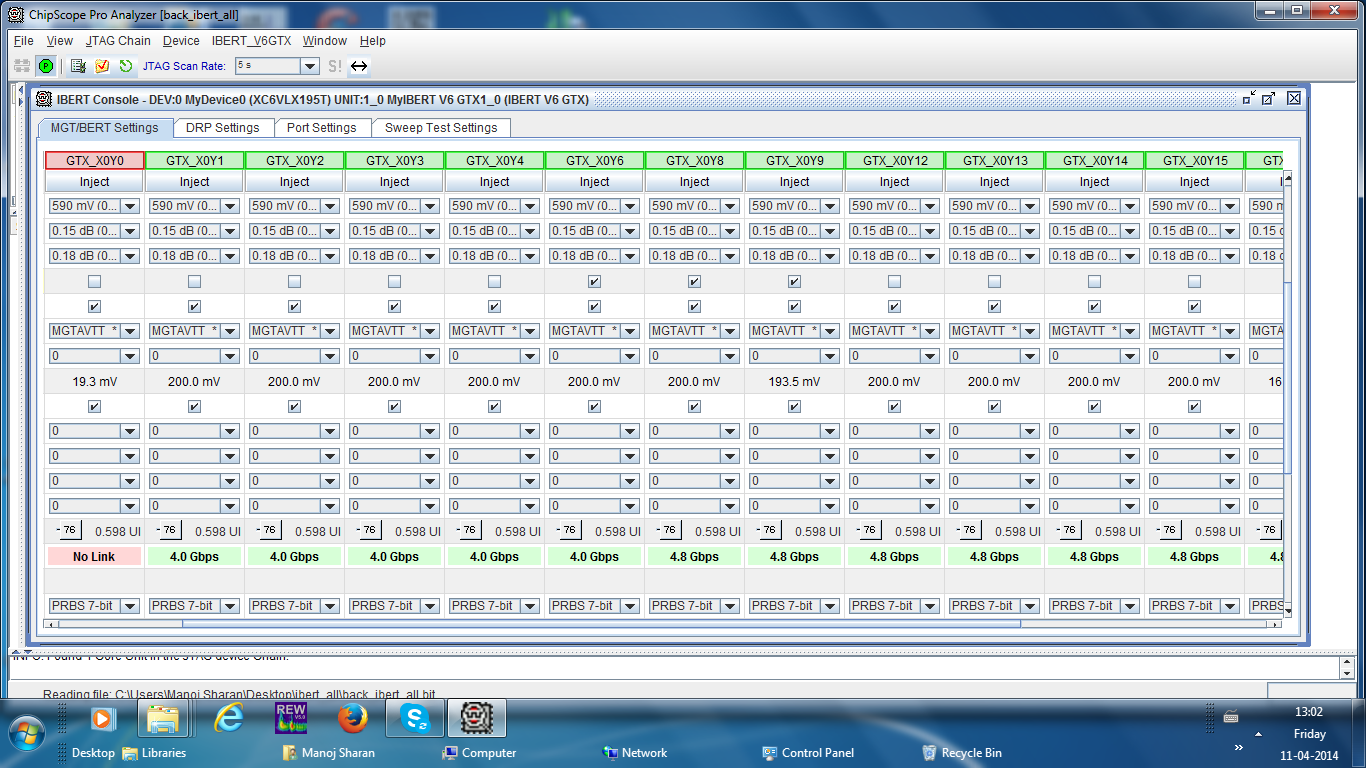 ChipScope Pro Analyzer [back_ibert_all]
File View JTAG Chain Device IBERT_V6GTX Window Help
JTAG Scan Rate: 5 s S!
IBERT Console - DEV:0 MyDevice0 (XC6VLX195T) UNIT:1_0 MyIBERT V6 GTX1_0 (IBERT V6 GTX)
MGT/BERT Settings DRP Settings Port Settings Sweep Test Settings
GTX_X0Y0 GTX_X0Y1 GTX_X0Y2 GTX_X0Y3 GTX_X0Y4 GTX_X0Y6 GTX_X0Y8 GTX_X0Y9 GTX_X0Y12 GTX_X0Y13 GTX_X0Y14 GTX_X0Y15 GTX
Inject Inject Inject Inject Inject Inject Inject Inject Inject Inject Inject Inject
590 mV (0... 590 mV (0... 590 mV (0... 590 mV (0... 590 mV (0... 590 mV (0... 590 mV (0... 590 mV (0... 590 mV (0... 590 mV (0... 590 mV (0... 590 mV (0... 590 m
0.15 dB (0... 0.15 dB (0... 0.15 dB (0... 0.15 dB (0... 0.15 dB (0... 0.15 dB (0... 0.15 dB (0... 0.15 dB (0... 0.15 dB (0... 0.15 dB (0... 0.15 dB (0... 0.15 dB (0... 0.15 d
0.18 dB (0... 0.18 dB (0... 0.18 dB (0... 0.18 dB (0... 0.18 dB (0... 0.18 dB (0... 0.18 dB (0... 0.18 dB (0... 0.18 dB (0... 0.18 dB (0... 0.18 dB (0... 0.18 dB (0... 0.18 d
MGTAVTT * MGTAVTT * MGTAVTT * MGTAVTT * MGTAVTT * MGTAVTT * MGTAVTT * MGTAVTT * MGTAVTT * MGTAVTT * MGTAVTT * MGTAVTT * MGTA
0 0 0 0 0 0 0 0 0 0 0 0 0
19.3 mV 200.0 mV 200.0 mV 200.0 mV 200.0 mV 200.0 mV 200.0 mV 193.5 mV 200.0 mV 200.0 mV 200.0 mV 200.0 mV 16
0 0 0 0 0 0 0 0 0 0 0 0 0
0 0 0 0 0 0 0 0 0 0 0 0 0
0 0 0 0 0 0 0 0 0 0 0 0 0
0 0 0 0 0 0 0 0 0 0 0 0 0
- 76 0.598 UI - 76 0.598 UI - 76 0.598 UI - 76 0.598 UI - 76 0.598 UI - 76 0.598 UI - 76 0.598 UI - 76 0.598 UI - 76 0.598 UI - 76 0.598 UI - 76 0.598 UI - 76 0.598 UI - 76
No Link 4.0 Gbps 4.0 Gbps 4.0 Gbps 4.0 Gbps 4.0 Gbps 4.8 Gbps 4.8 Gbps 4.8 Gbps 4.8 Gbps 4.8 Gbps 4.8 Gbps 4.8
PRBS 7-bit PRBS 7-bit PRBS 7-bit PRBS 7-bit PRBS 7-bit PRBS 7-bit PRBS 7-bit PRBS 7-bit PRBS 7-bit PRBS 7-bit PRBS 7-bit PRBS 7-bit PRBS
INFO: Found 1 Core Unit in the JTAG device Chain.
Reading file: C:\Users\Manoj Sharan\Desktop\ibert_all\back_ibert_all.bit
REW V5.0
13:02
Friday
11-04-2014
Desktop Libraries Manoj Sharan Computer Network Control Panel Recycle Bin